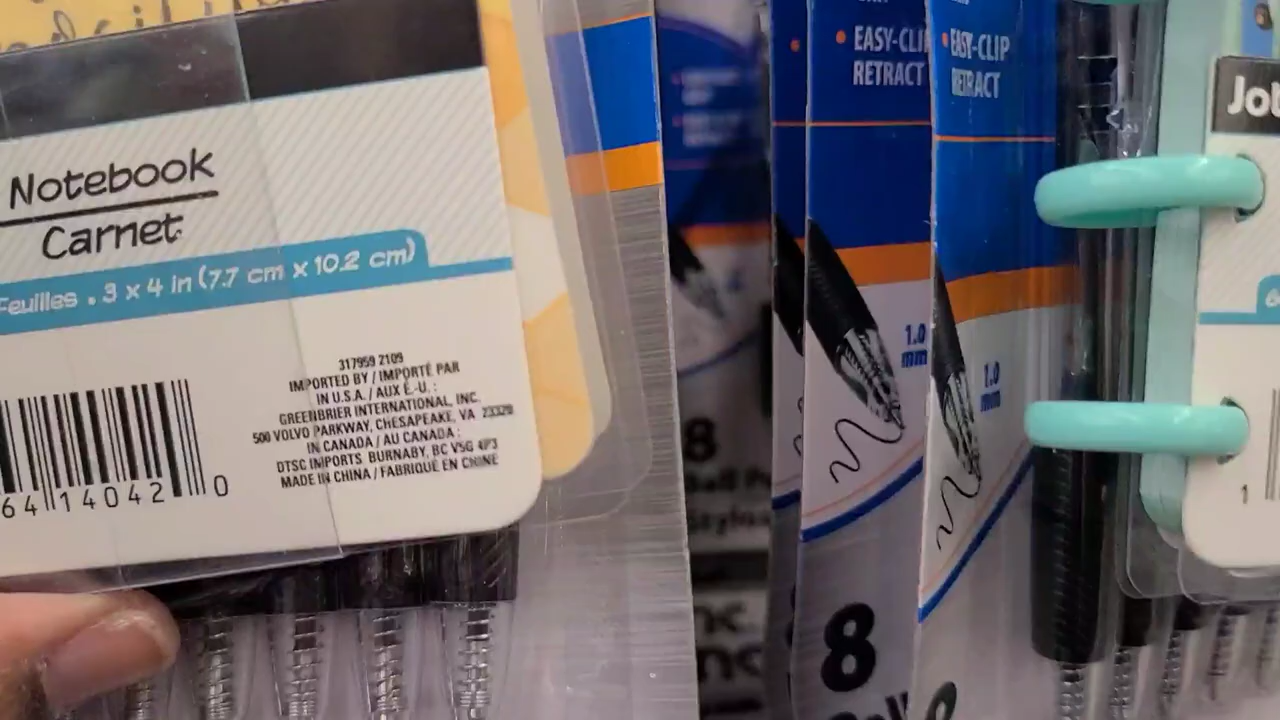 Notebook
Carnet
Feuilles • 3 x 4 in (7.7 cm x 10.2 cm)
317959 2109
IMPORTED BY / IMPORTÉ PAR
IN U.S.A. / AUX É.-U. :
GREENBRIER INTERNATIONAL, INC.
500 VOLVO PARKWAY, CHESAPEAKE, VA 23320
IN CANADA / AU CANADA :
DTSC IMPORTS, BURNABY, BC V5G 4P3
MADE IN CHINA / FABRIQUÉ EN CHINE
64 14042 0
• EASY-CLI
RETRACT
• EASY-CLIP
RETRACT
1.0
mm
1.0
mm
8
8
Jot
1